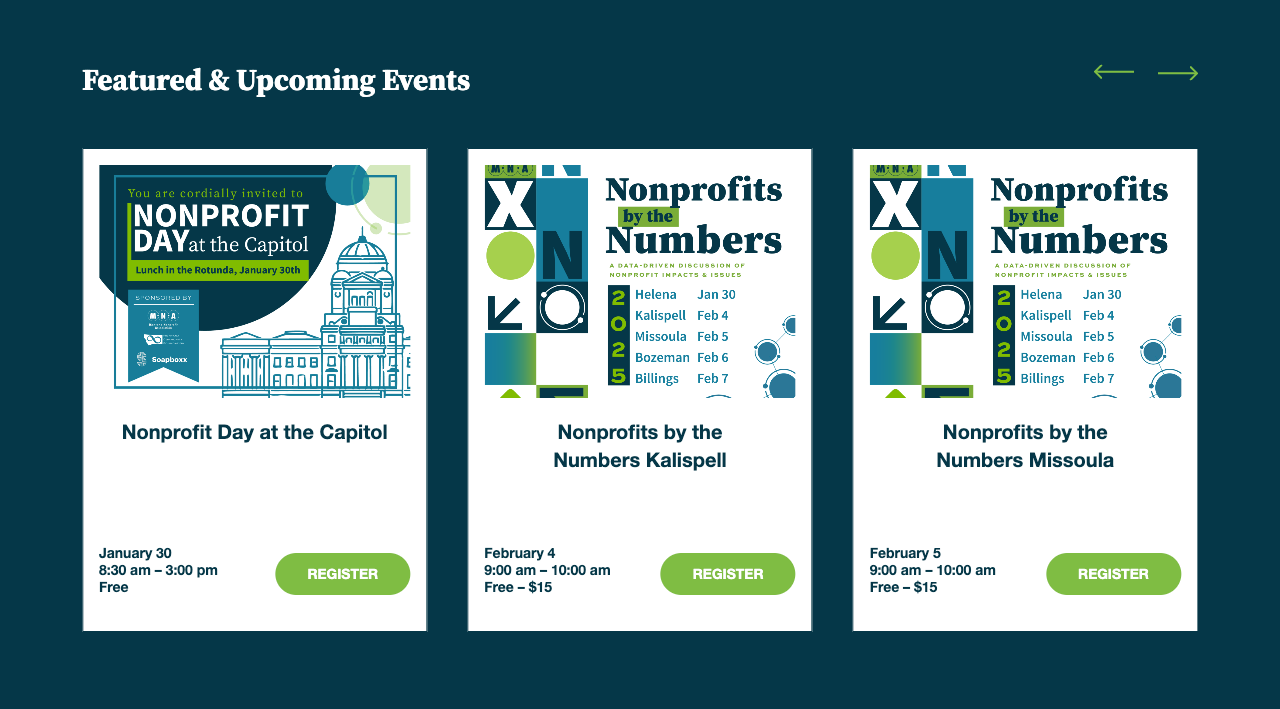 Featured & Upcoming Events
You are cordially invited to
NONPROFIT
DAY at the Capitol
Lunch in the Rotunda, January 30th
SPONSORED BY
M·N·A
Soapboxx
Nonprofit Day at the Capitol
January 30
8:30 am – 3:00 pm
Free
REGISTER
M·N·A
X
N
Nonprofits
by the
Numbers
A DATA-DRIVEN DISCUSSION OF
NONPROFIT IMPACTS & ISSUES
2025
Helena Jan 30
Kalispell Feb 4
Missoula Feb 5
Bozeman Feb 6
Billings Feb 7
Nonprofits by the
Numbers Kalispell
February 4
9:00 am – 10:00 am
Free – $15
REGISTER
M·N·A
X
N
Nonprofits
by the
Numbers
A DATA-DRIVEN DISCUSSION OF
NONPROFIT IMPACTS & ISSUES
2025
Helena Jan 30
Kalispell Feb 4
Missoula Feb 5
Bozeman Feb 6
Billings Feb 7
Nonprofits by the
Numbers Missoula
February 5
9:00 am – 10:00 am
Free – $15
REGISTER